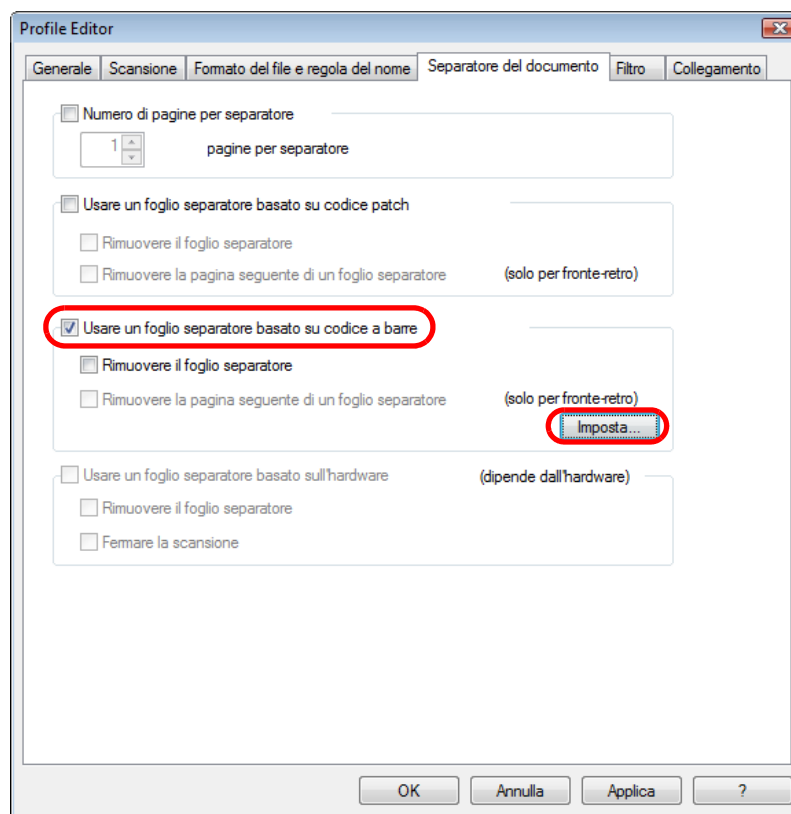 Profile Editor
Generale Scansione Formato del file e regola del nome Separatore del documento Filtro Collegamento
Numero di pagine per separatore
1 pagine per separatore
Usare un foglio separatore basato su codice patch
Rimuovere il foglio separatore
Rimuovere la pagina seguente di un foglio separatore (solo per fronte-retro)
Usare un foglio separatore basato su codice a barre
Rimuovere il foglio separatore
Rimuovere la pagina seguente di un foglio separatore (solo per fronte-retro)
Imposta...
Usare un foglio separatore basato sull'hardware (dipende dall'hardware)
Rimuovere il foglio separatore
Fermare la scansione
OK Annulla Applica ?